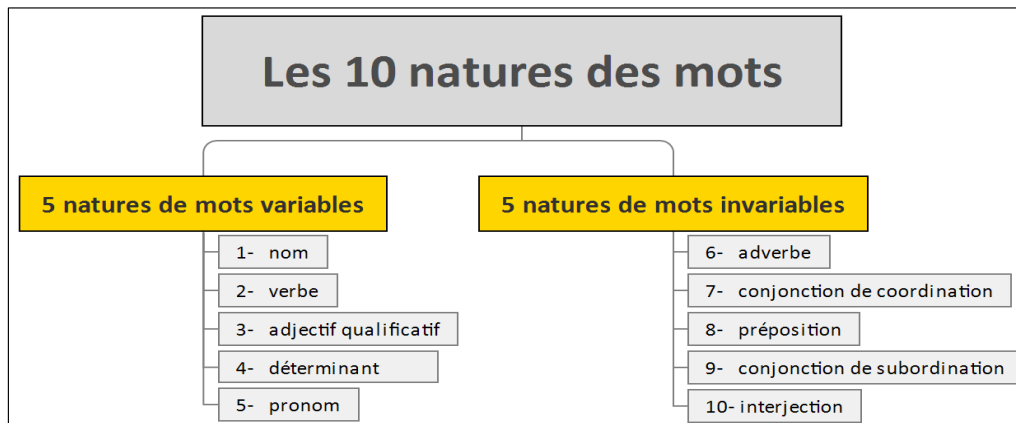 Les 10 natures des mots
5 natures de mots variables
1- nom
2- verbe
3- adjectif qualificatif
4- déterminant
5- pronom
5 natures de mots invariables
6- adverbe
7- conjonction de coordination
8- préposition
9- conjonction de subordination
10- interjection